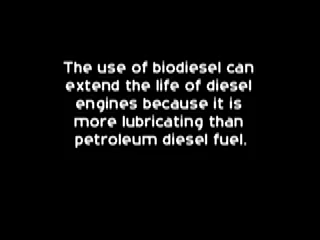 The use of biodiesel can
extend the life of diesel
engines because it is
more lubricating than
petroleum diesel fuel.